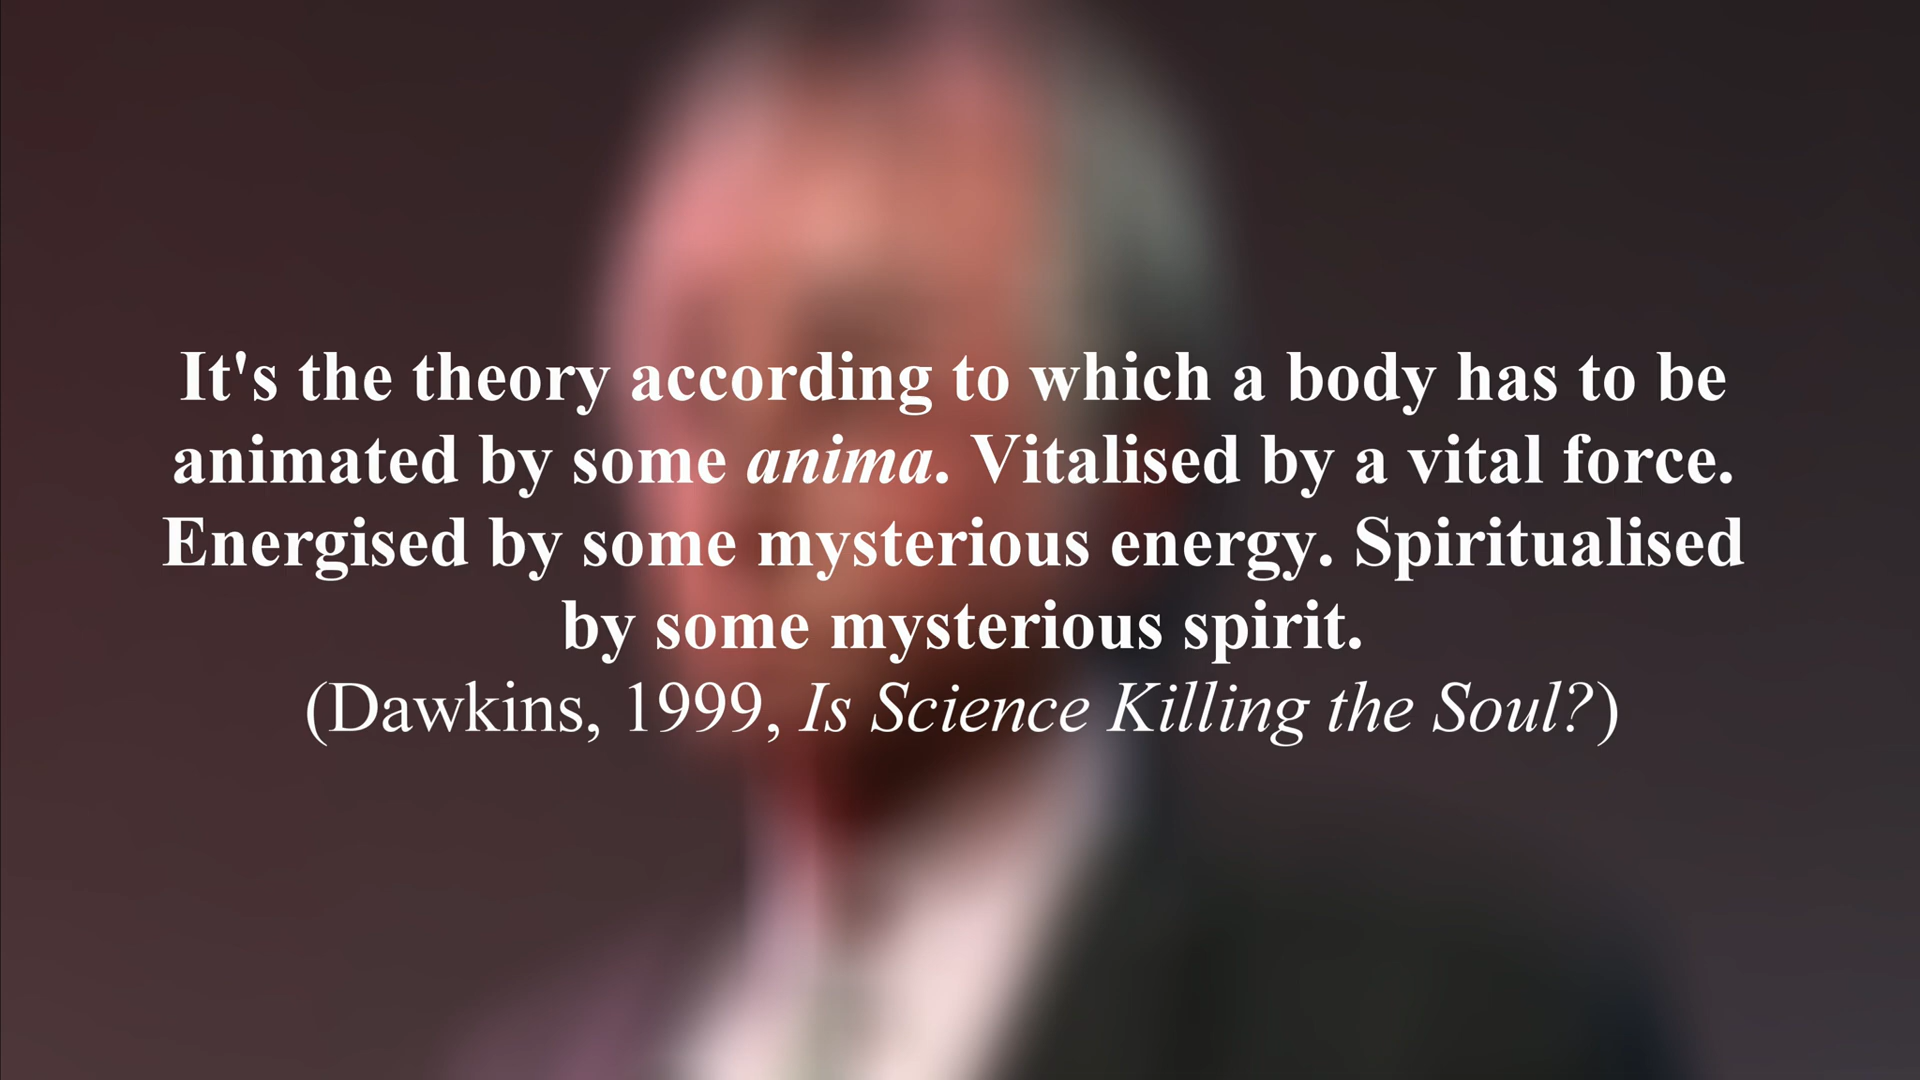 It's the theory according to which a body has to be
animated by some anima. Vitalised by a vital force.
Energised by some mysterious energy. Spiritualised
by some mysterious spirit.
(Dawkins, 1999, Is Science Killing the Soul?)